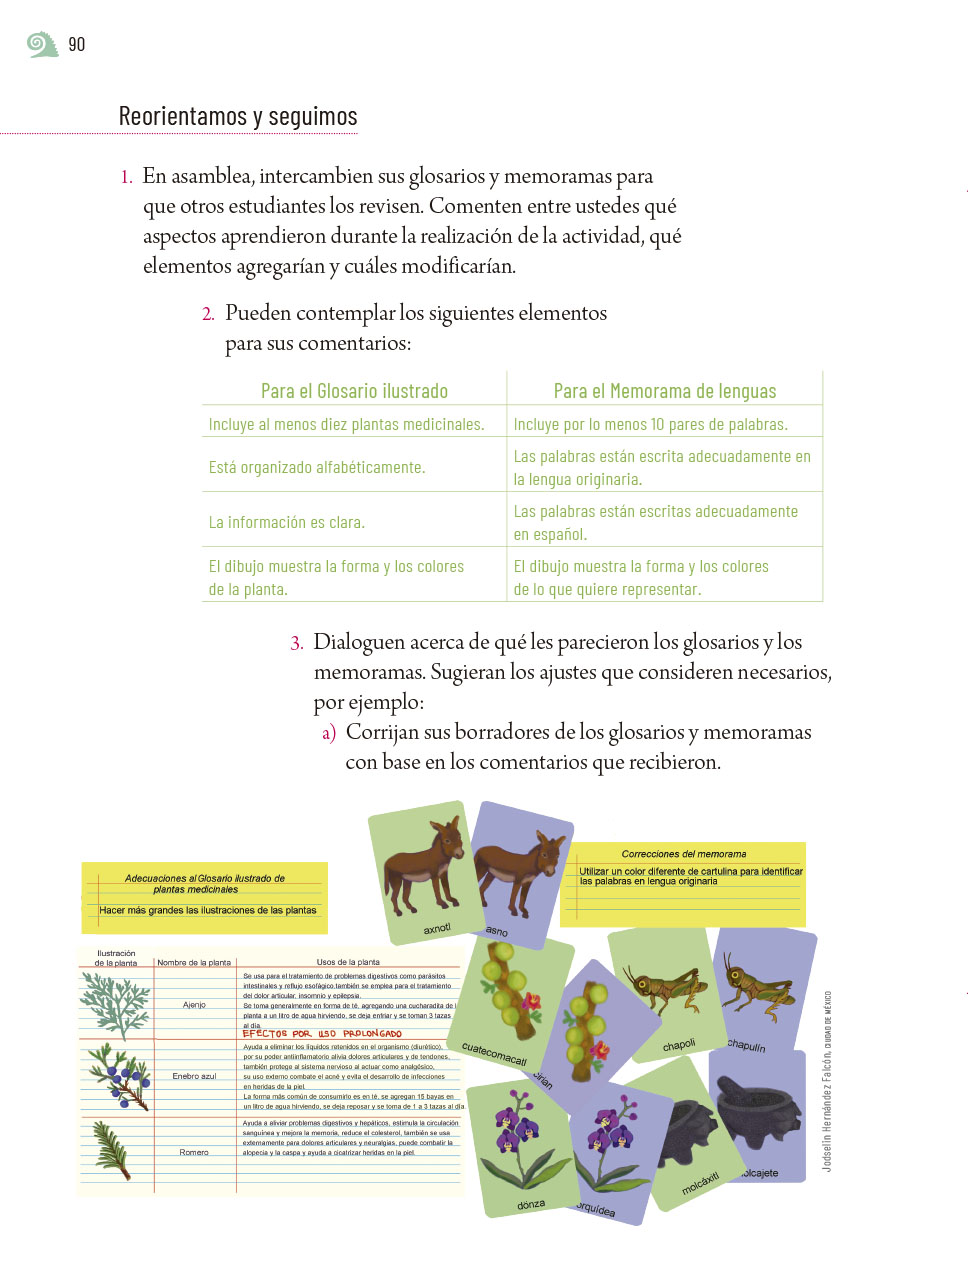 90
Reorientamos y seguimos
1. En asamblea, intercambien sus glosarios y memoramas para
que otros estudiantes los revisen. Comenten entre ustedes qué
aspectos aprendieron durante la realización de la actividad, qué
elementos agregarían y cuáles modificarían.
2. Pueden contemplar los siguientes elementos
para sus comentarios:
Para el Glosario ilustrado
Para el Memorama de lenguas
Incluye al menos diez plantas medicinales.
Incluye por lo menos 10 pares de palabras.
Está organizado alfabéticamente.
Las palabras están escrita adecuadamente en
la lengua originaria.
La información es clara.
Las palabras están escritas adecuadamente
en español.
El dibujo muestra la forma y los colores
de la planta.
El dibujo muestra la forma y los colores
de lo que quiere representar.
3. Dialoguen acerca de qué les parecieron los glosarios y los
memoramas. Sugieran los ajustes que consideren necesarios,
por ejemplo:
a) Corrijan sus borradores de los glosarios y memoramas
con base en los comentarios que recibieron.
Adecuaciones al Glosario ilustrado de
plantas medicinales
Hacer más grandes las ilustraciones de las plantas
Correcciones del memorama
Utilizar un color diferente de cartulina para identificar
las palabras en lengua originaria
axnotl
asno
Ilustración
de la planta
Nombre de la planta
Usos de la planta
Ajenjo
Se usa para el tratamiento de problemas digestivos como parásitos
intestinales y reflujo esofágico.también se emplea para el tratamiento
del dolor articular, insomnio y epilepsia.
Se toma generalmente en forma de té, agregando una cucharadita de l
planta a un litro de agua hirviendo, se deja enfriar y se toman 3 tazas
al día.
EFECTOS POR USO PROLONGADO
Enebro azul
Ayuda a eliminar los líquidos retenidos en el organismo (diurético),
por su poder antiinflamatorio alivia dolores articulares y de tendones,
también protege al sistema nervioso al actuar como analgésico,
su uso externo combate el acné y evita el desarrollo de infecciones
en heridas de la piel.
La forma más común de consumirlo es en té, se agregan 15 bayas en
un litro de agua hirviendo, se deja reposar y se toma de 1 a 3 tazas al día.
Romero
Ayuda a aliviar problemas digestivos y hepáticos, estimula la circulación
sanguínea y mejora la memoria, reduce el colesterol, también se usa
externamente para dolores articulares y neuralgias, puede combatir la
alopecia y la caspa y ayuda a cicatrizar heridas en la piel.
cuatecomacatl
cirian
chapoli
chapulín
dönza
orquídea
molcáxitl
olcajete
Jodselin Hernández Falcón, CIUDAD DE MÉXICO